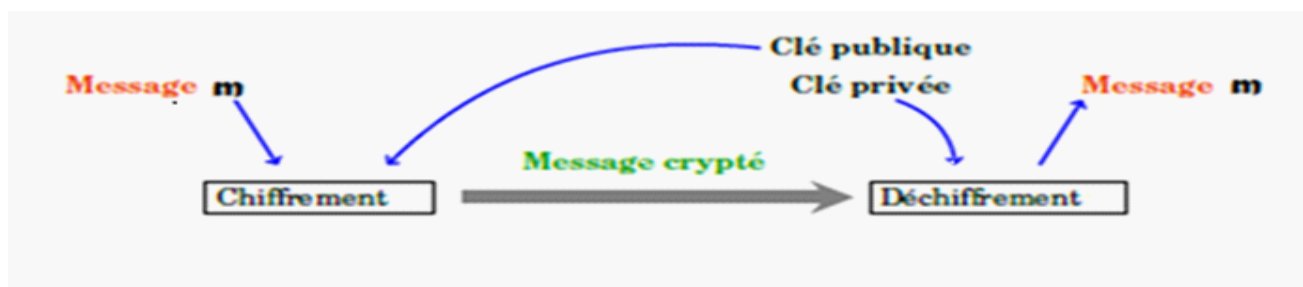 Clé publique
Message m
Clé privée
Message m
Message crypté
Chiffrement
Déchiffrement